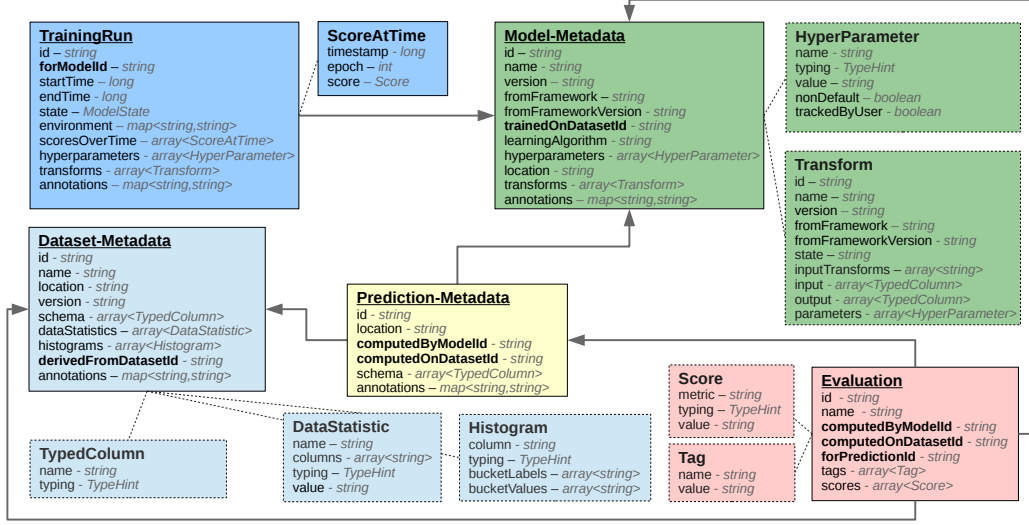 TrainingRun
id – string
forModelId – string
startTime – long
endTime - long
state – ModelState
environment – map<string,string>
scoresOverTime – array<ScoreAtTime>
hyperparameters - array<HyperParameter>
transforms - array<Transform>
annotations – map<string,string>
ScoreAtTime
timestamp - long
epoch – int
score – Score
Model-Metadata
id – string
name – string
version – string
fromFramework – string
fromFrameworkVersion - string
trainedOnDatasetId - string
learningAlgorithm - string
hyperparameters - array<HyperParameter>
location - string
transforms - array<Transform>
annotations – map<string,string>
HyperParameter
name - string
typing - TypeHint
value – string
nonDefault – boolean
trackedByUser - boolean
Transform
id – string
name – string
version – string
fromFramework – string
fromFrameworkVersion - string
state – string
inputTransforms – array<string>
input – array<TypedColumn>
output – array<TypedColumn>
parameters – array<HyperParameter>
Dataset-Metadata
id - string
name - string
location - string
version - string
schema - array<TypedColumn>
dataStatistics – array<DataStatistic>
histograms - array<Histogram>
derivedFromDatasetId - string
annotations – map<string,string>
Prediction-Metadata
id - string
location - string
computedByModelId - string
computedOnDatasetId - string
schema - array<TypedColumn>
annotations – map<string,string>
TypedColumn
name - string
typing - TypeHint
DataStatistic
name – string
columns - array<string>
typing – TypeHint
value - string
Histogram
column - string
typing – TypeHint
bucketLabels – array<string>
bucketValues – array<string>
Score
metric – string
typing – TypeHint
value - string
Tag
name - string
value - string
Evaluation
id - string
name - string
computedByModelId - string
computedOnDatasetId - string
forPredictionId - string
tags - array<Tag>
scores - array<Score>